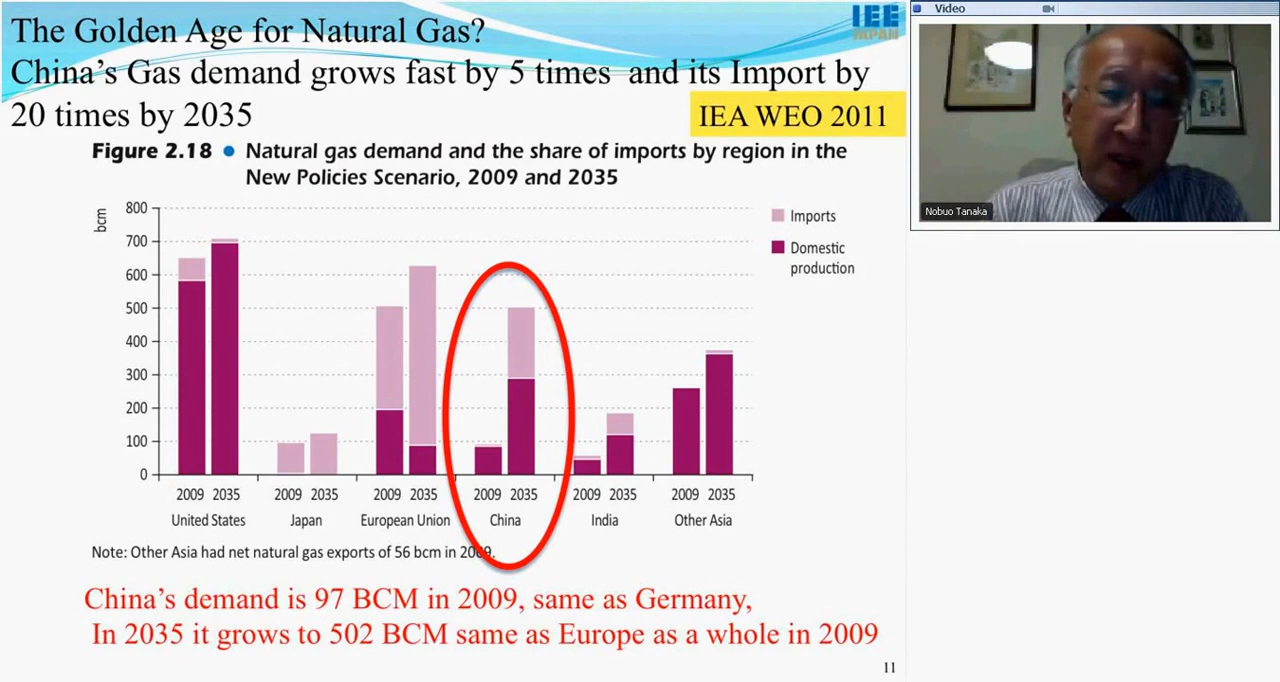 The Golden Age for Natural Gas?
China's Gas demand grows fast by 5 times and its Import by
20 times by 2035
IEE
JAPAN
IEA WEO 2011
Figure 2.18 ● Natural gas demand and the share of imports by region in the
New Policies Scenario, 2009 and 2035
bcm
800
700
600
500
400
300
200
100
0
Imports
Domestic
production
2009 2035 2009 2035 2009 2035 2009 2035 2009 2035 2009 2035
United States Japan European Union China India Other Asia
Note: Other Asia had net natural gas exports of 56 bcm in 2009.
China's demand is 97 BCM in 2009, same as Germany,
In 2035 it grows to 502 BCM same as Europe as a whole in 2009
11
Video
Nobuo Tanaka